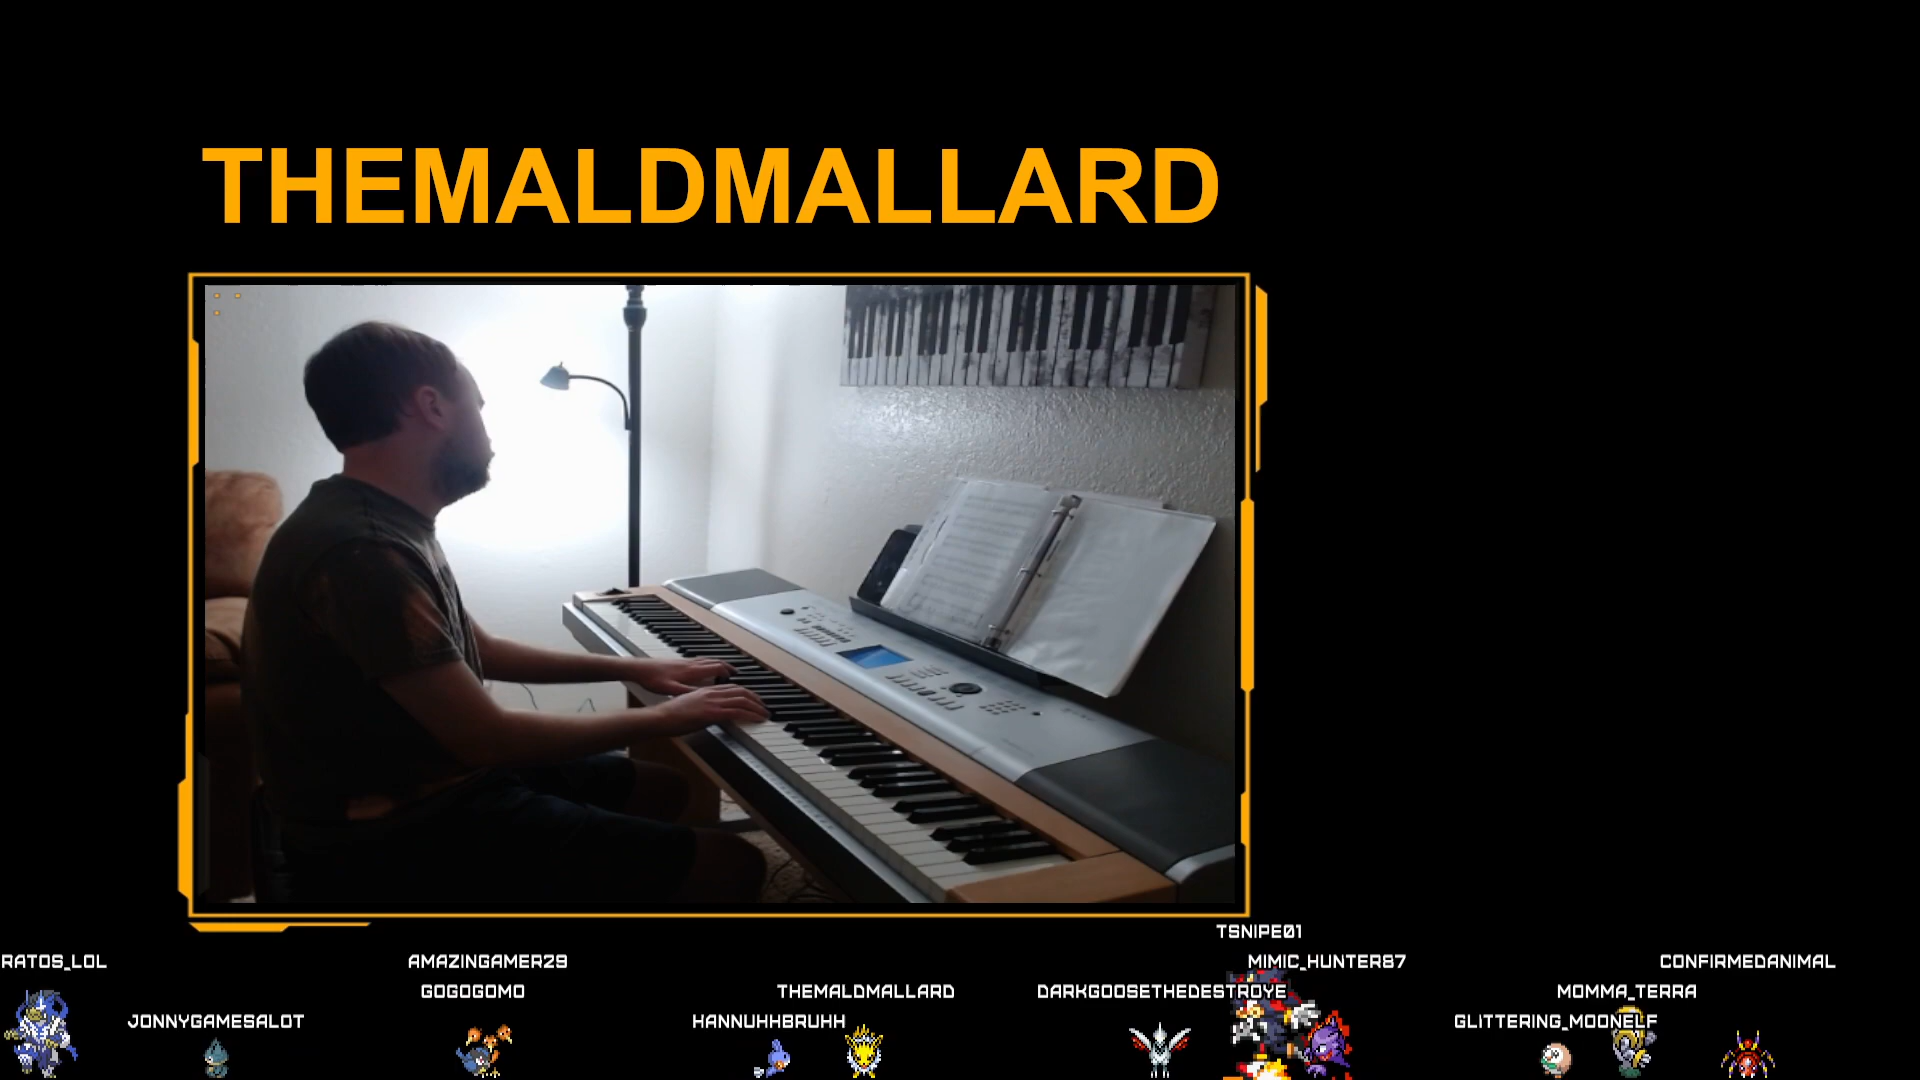 THEMALDMALLARD
TSNIPE01
RATOS_LOL
AMAZINGAMER29
MIMIC_HUNTER87
CONFIRMEDANIMAL
GOGOGOMO
THEMALDMALLARD
DARKGOOSETHEDESTROYE
MOMMA_TERRA
JONNYGAMESALOT
HANNUHHBRUHH
GLITTERING_MOONELF